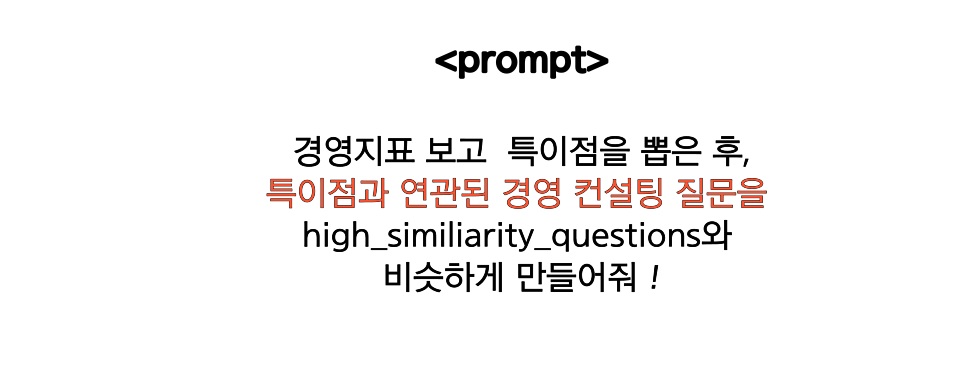 <prompt>
경영지표 보고  특이점을 뽑은 후,
특이점과 연관된 경영 컨설팅 질문을
high_similiarity_questions와
비슷하게 만들어줘 !